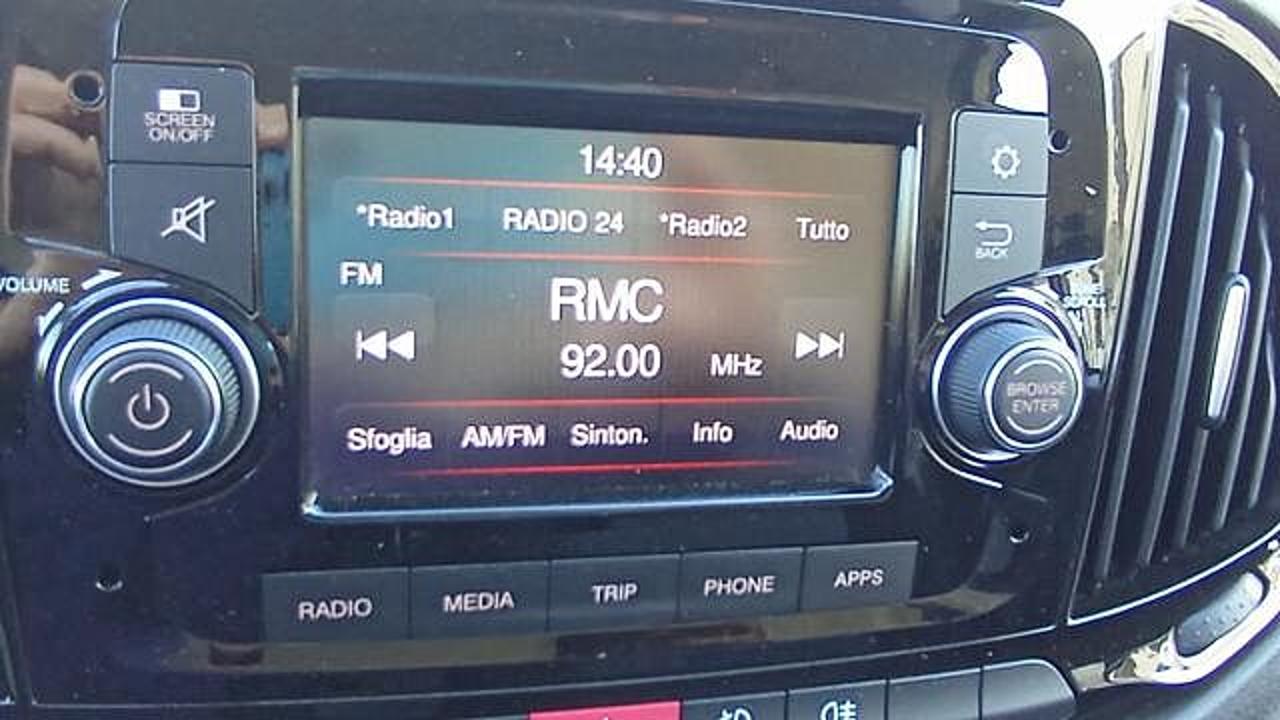 SCREEN
ON/OFF
VOLUME
14:40
*Radio1 RADIO 24 *Radio2 Tutto
FM
RMC
92.00 MHz
Sfoglia AM/FM Sinton. Info Audio
BACK
SCROLL
BROWSE
ENTER
RADIO MEDIA TRIP PHONE APPS